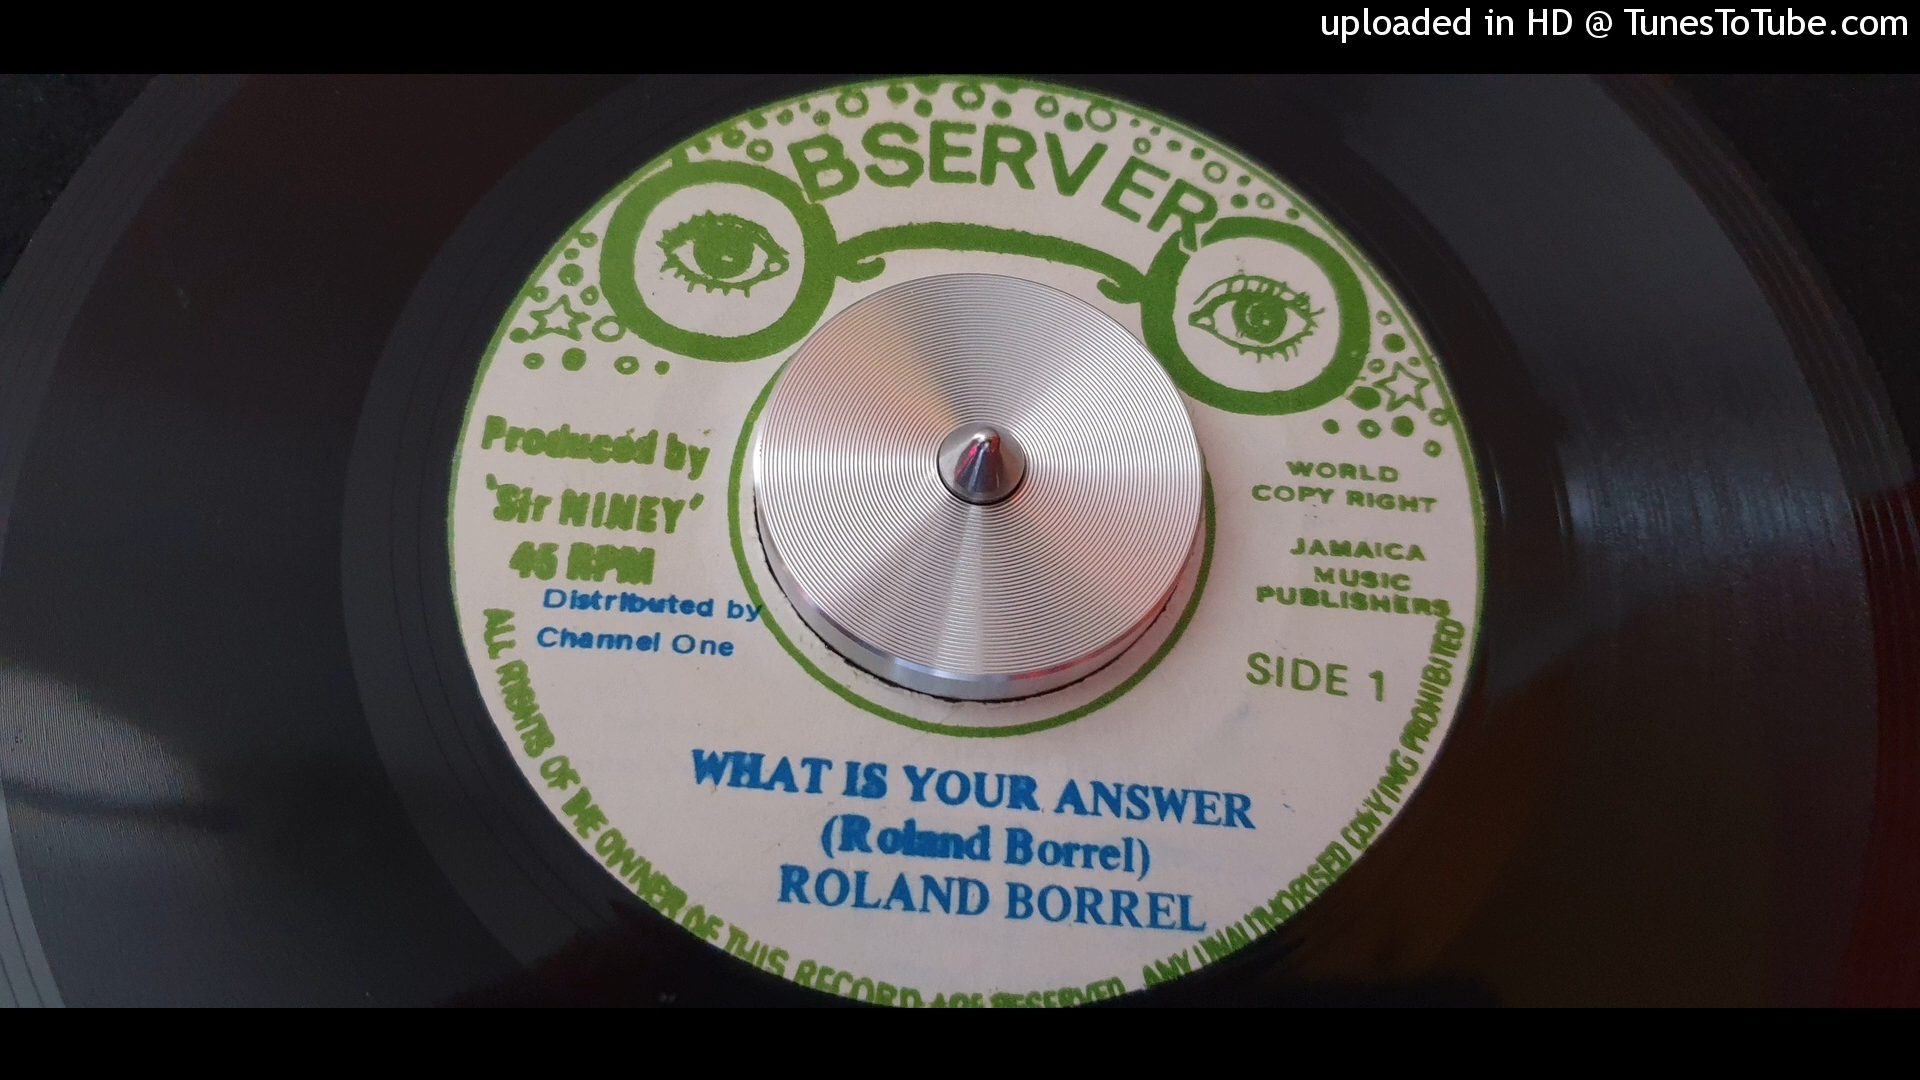 uploaded in HD @ TunesToTube.com
OBSERVER
Produced by
'Sir NINEY'
45 RPM
Distributed by
Channel One
WORLD
COPY RIGHT
JAMAICA
MUSIC
PUBLISHERS
SIDE 1
WHAT IS YOUR ANSWER
(Roland Borrel)
ROLAND BORREL
ALL RIGHTS OF THE OWNER OF THIS RECORD ARE RESERVED. ANY UNAUTHORISED COPYING PROHIBITED